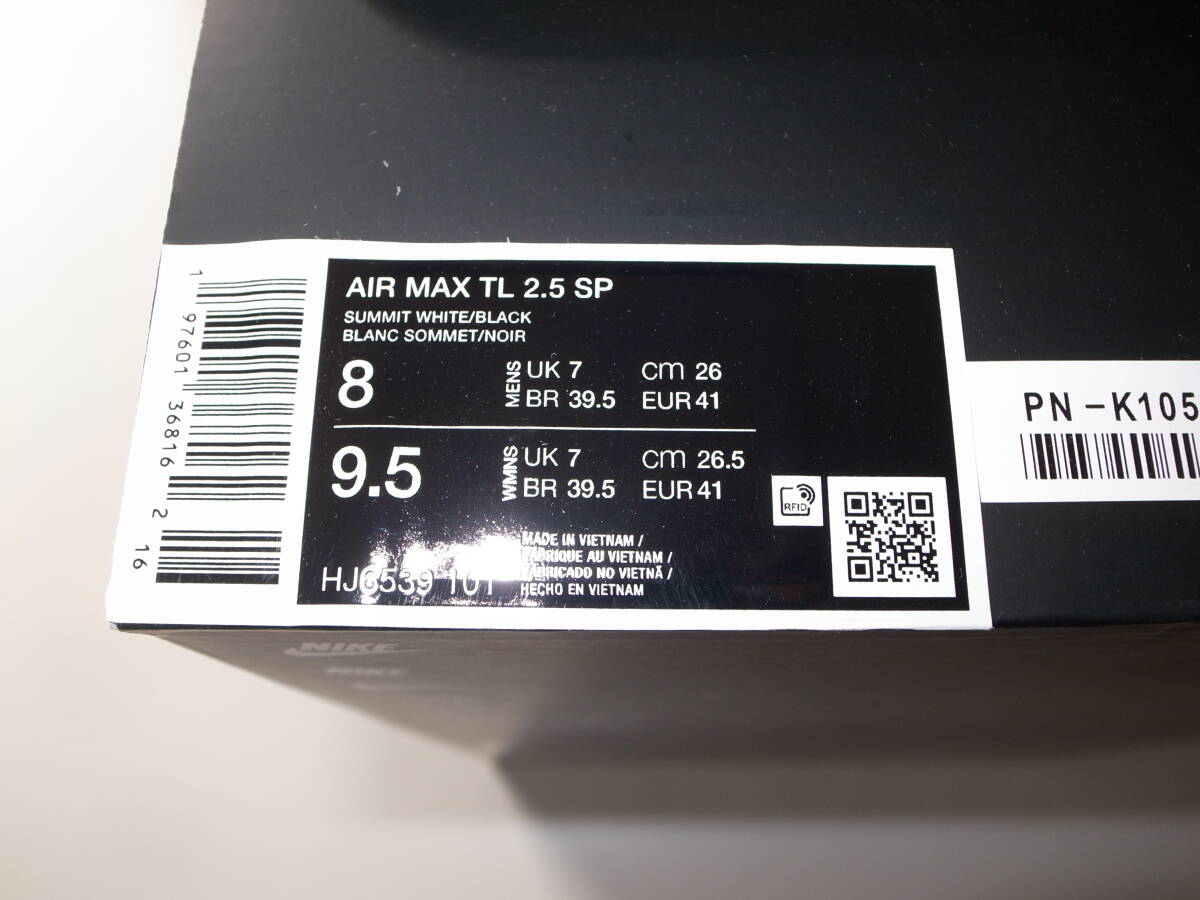 AIR MAX TL 2.5 SP
SUMMIT WHITE/BLACK
BLANC SOMMET/NOIR
8 MENS UK 7 CM 26
BR 39.5 EUR 41
9.5 WMNS UK 7 CM 26.5
BR 39.5 EUR 41
MADE IN VIETNAM /
FABRIQUE AU VIETNAM /
FABRICADO NO VIETNÃ /
HECHO EN VIETNAM
HJ6539 101
RFID
1 97601 36816 2 16
PN-K105
NIKE
NIKE